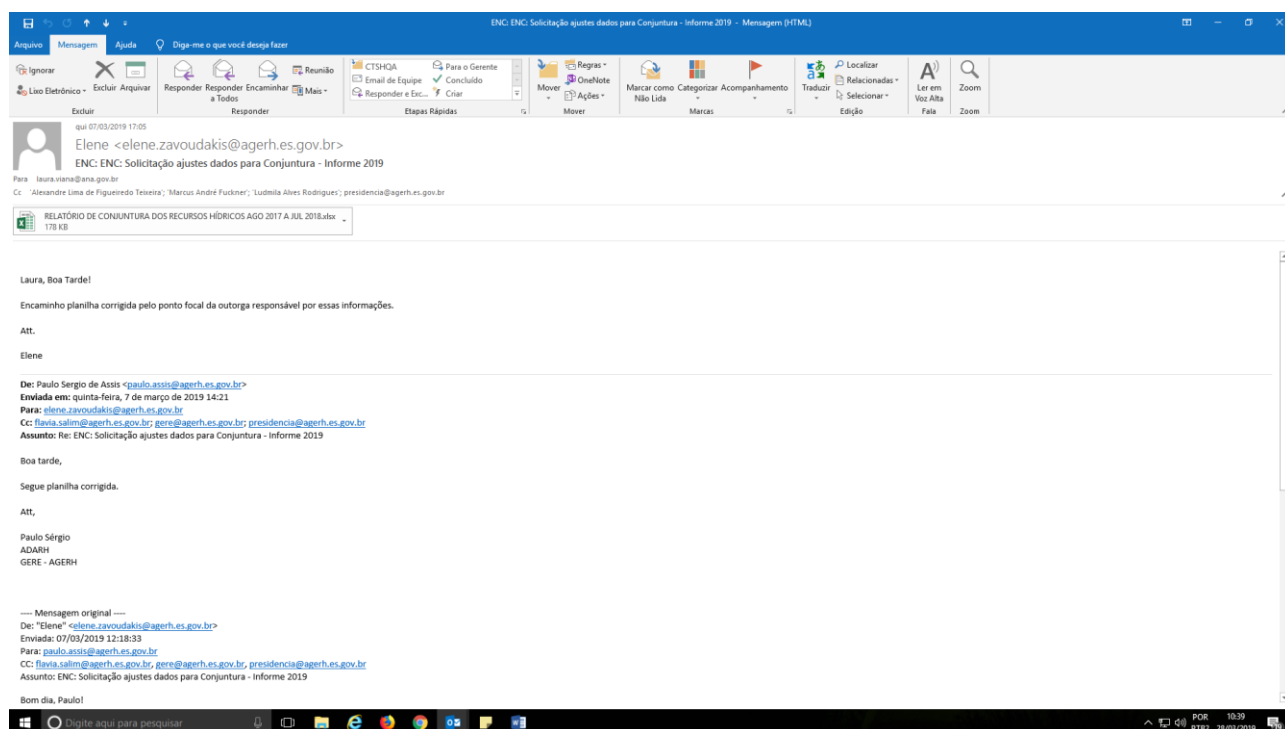 ENC: ENC: Solicitação ajustes dados para Conjuntura - Informe 2019 - Mensagem (HTML)
Arquivo Mensagem Ajuda Diga-me o que você deseja fazer
Ignorar
Lixo Eletrônico
Excluir Arquivar
Responder Responder a Todos Encaminhar
Reunião
Mais
CTSHQA Para o Gerente
Email de Equipe Concluído
Responder e Exc... Criar
Mover
Regras
OneNote
Ações
Marcar como Não Lida Categorizar Acompanhamento
Traduzir
Localizar
Relacionadas
Selecionar
Ler em Voz Alta
Zoom
Excluir Responder Etapas Rápidas Mover Marcas Edição Fala Zoom
qui 07/03/2019 17:05
Elene <elene.zavoudakis@agerh.es.gov.br>
ENC: ENC: Solicitação ajustes dados para Conjuntura - Informe 2019
Para laura.viana@ana.gov.br
Cc 'Alexandre Lima de Figueiredo Teixeira'; 'Marcus André Fuckner'; 'Ludmila Alves Rodrigues'; presidencia@agerh.es.gov.br
RELATÓRIO DE CONJUNTURA DOS RECURSOS HÍDRICOS AGO 2017 A JUL 2018.xlsx
178 KB
Laura, Boa Tarde!
Encaminho planilha corrigida pelo ponto focal da outorga responsável por essas informações.
Att.
Elene
De: Paulo Sergio de Assis <paulo.assis@agerh.es.gov.br>
Enviada em: quinta-feira, 7 de março de 2019 14:21
Para: elene.zavoudakis@agerh.es.gov.br
Cc: flavia.salim@agerh.es.gov.br; gere@agerh.es.gov.br; presidencia@agerh.es.gov.br
Assunto: Re: ENC: Solicitação ajustes dados para Conjuntura - Informe 2019
Boa tarde,
Segue planilha corrigida.
Att,
Paulo Sérgio
ADARH
GERE - AGERH
---- Mensagem original ----
De: "Elene" <elene.zavoudakis@agerh.es.gov.br>
Enviada: 07/03/2019 12:18:33
Para: paulo.assis@agerh.es.gov.br
CC: flavia.salim@agerh.es.gov.br, gere@agerh.es.gov.br, presidencia@agerh.es.gov.br
Assunto: ENC: Solicitação ajustes dados para Conjuntura - Informe 2019
Bom dia, Paulo!
Digite aqui para pesquisar
POR 10:39
PTB2 28/03/2019